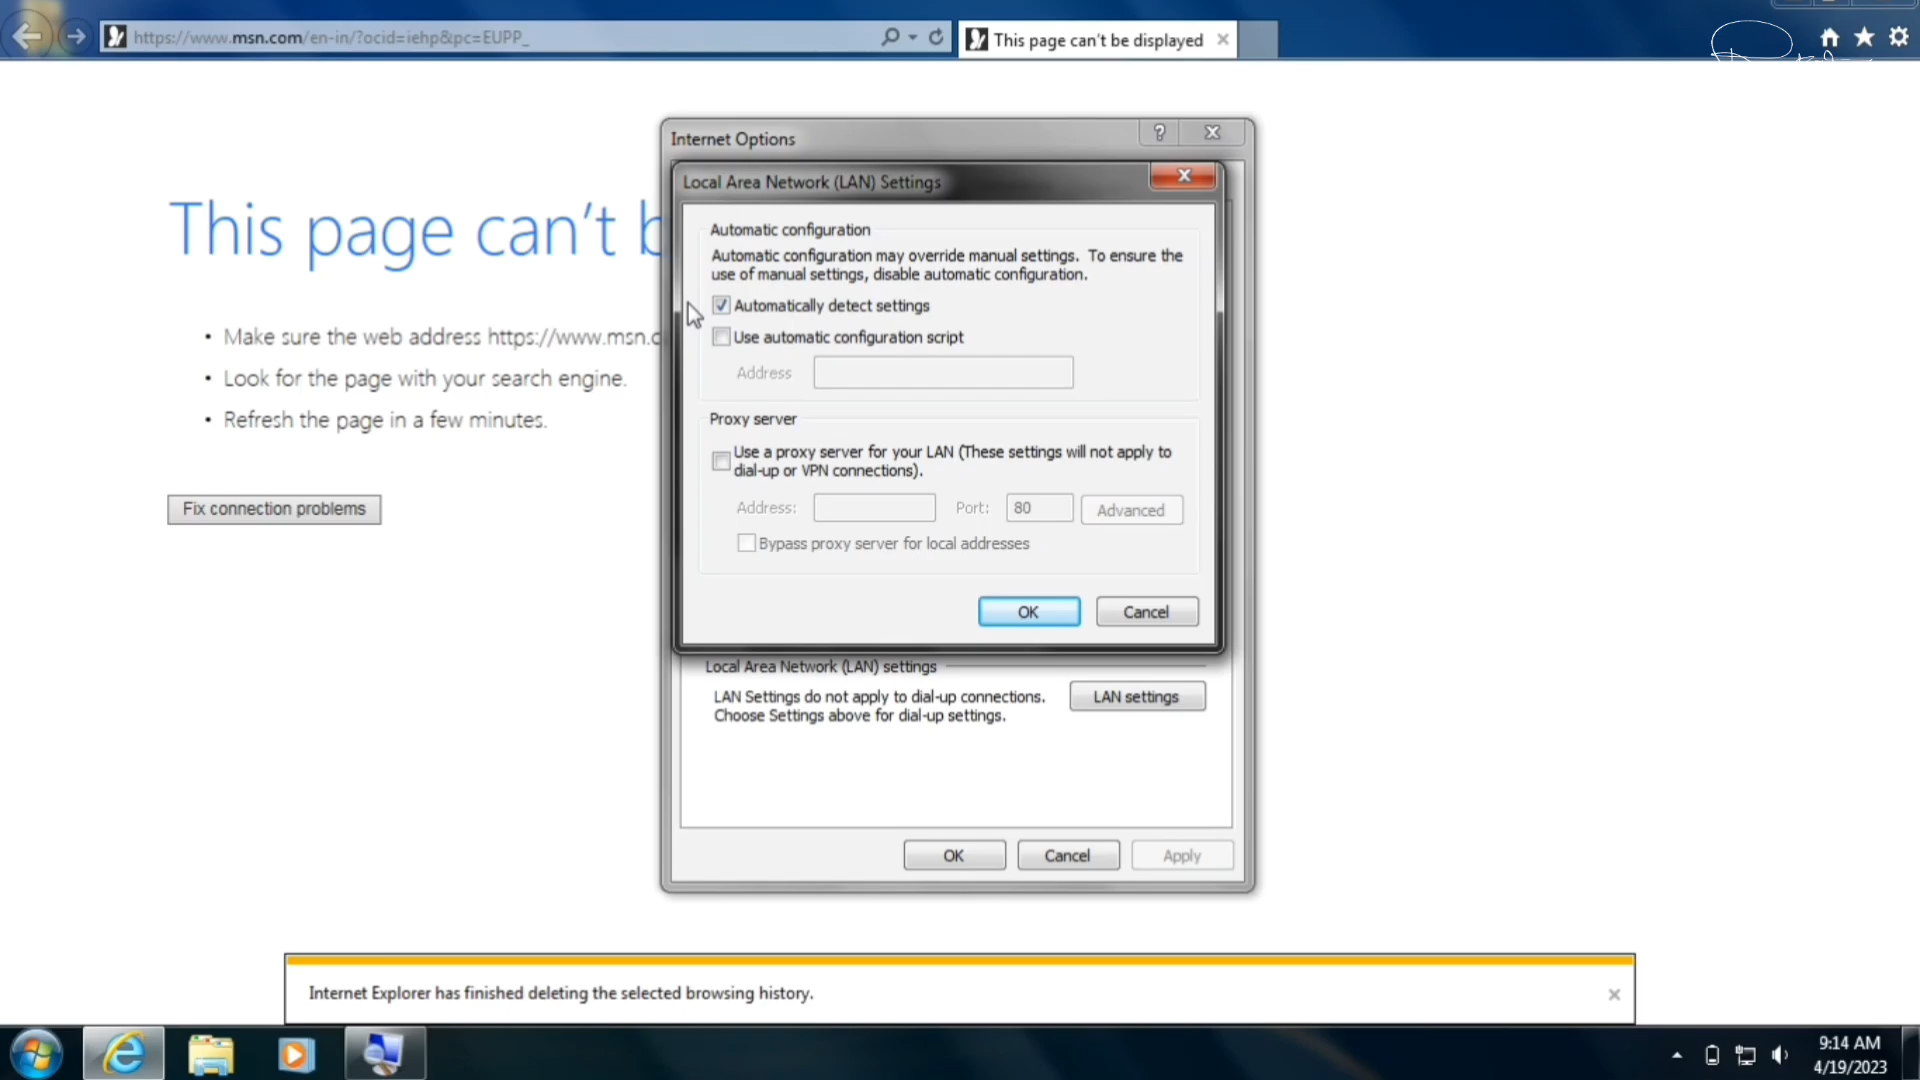 https://www.msn.com/en-in/?ocid=iehp&pc=EUPP_
This page can't be displayed
Internet Options
Local Area Network (LAN) Settings
Automatic configuration
Automatic configuration may override manual settings. To ensure the
use of manual settings, disable automatic configuration.
Automatically detect settings
Use automatic configuration script
Address
Proxy server
Use a proxy server for your LAN (These settings will not apply to
dial-up or VPN connections).
Address:
Port:
80
Advanced
Bypass proxy server for local addresses
OK
Cancel
Local Area Network (LAN) settings
LAN Settings do not apply to dial-up connections.
Choose Settings above for dial-up settings.
LAN settings
OK
Cancel
Apply
This page can't b
• Make sure the web address https://www.msn.c
• Look for the page with your search engine.
• Refresh the page in a few minutes.
Fix connection problems
Internet Explorer has finished deleting the selected browsing history.
9:14 AM
4/19/2023